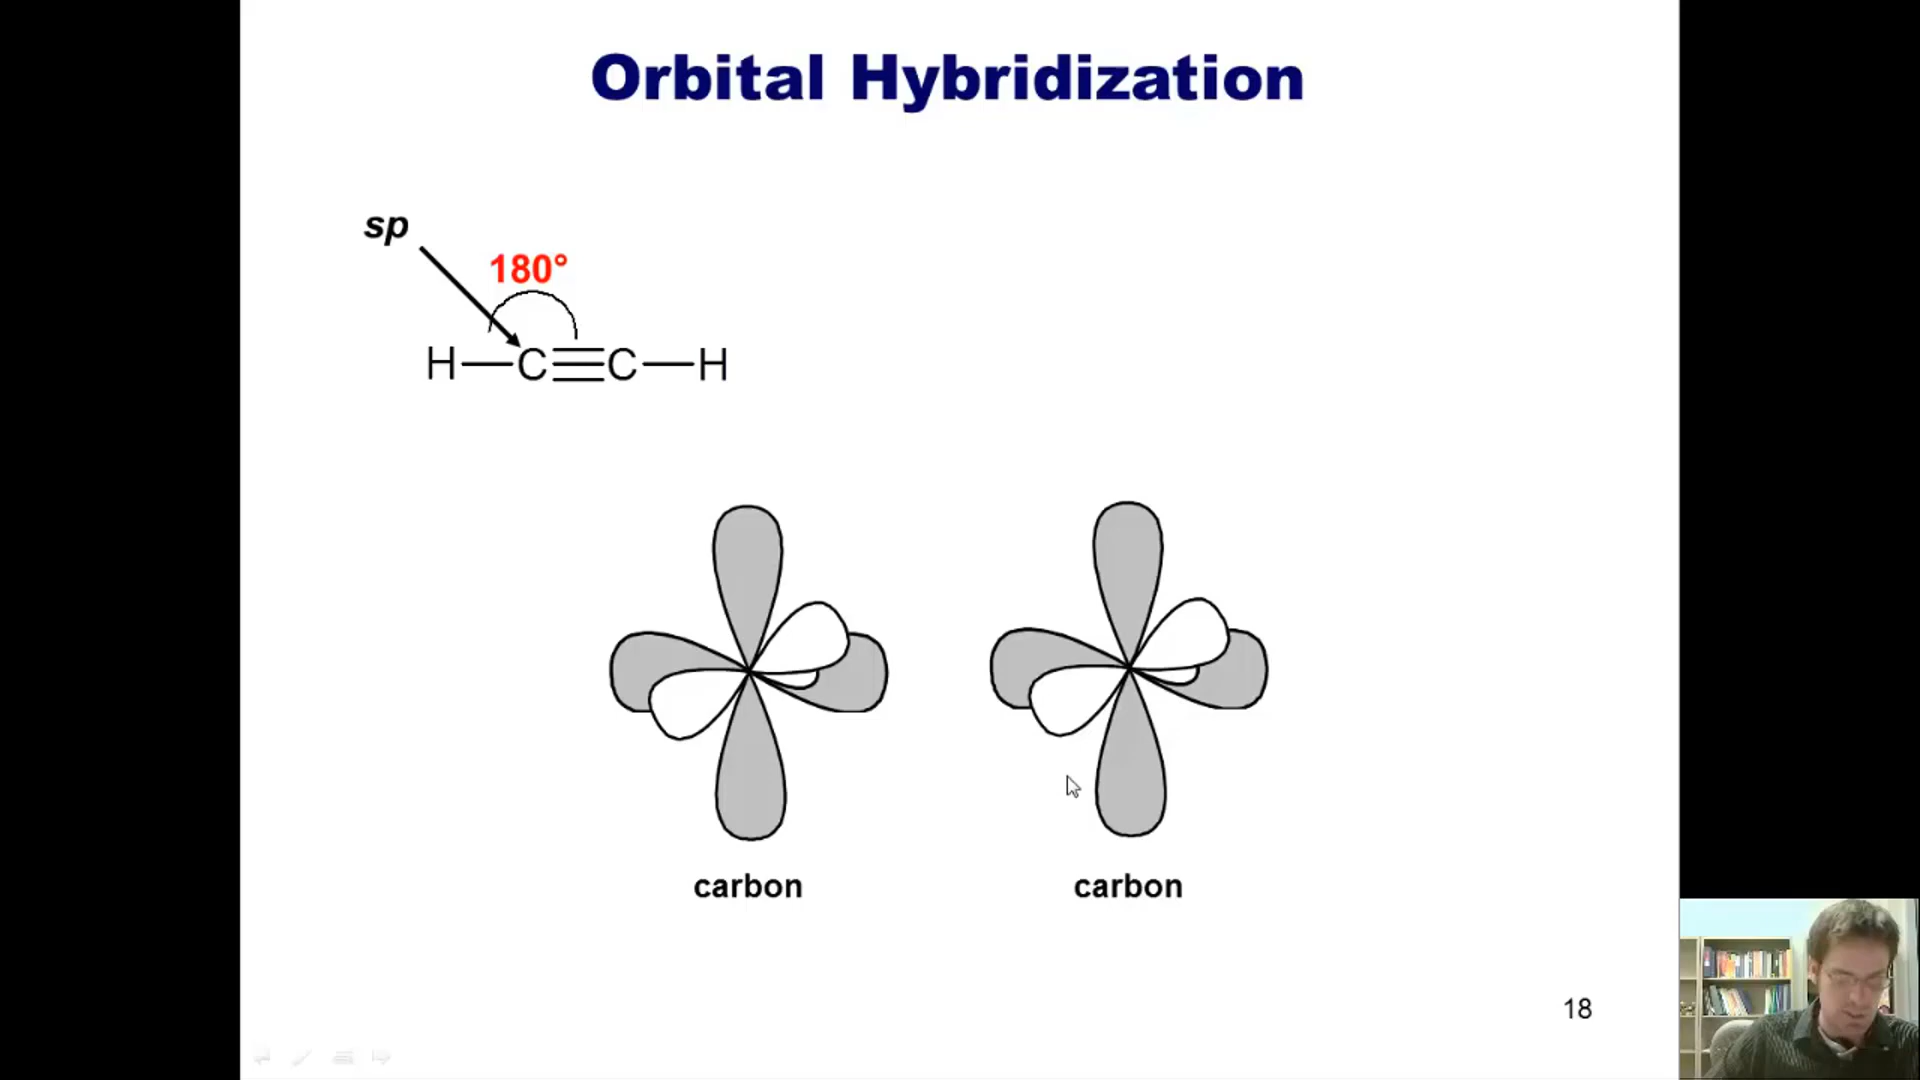 Orbital Hybridization
sp
180°
H—C≡C—H
carbon
carbon
18